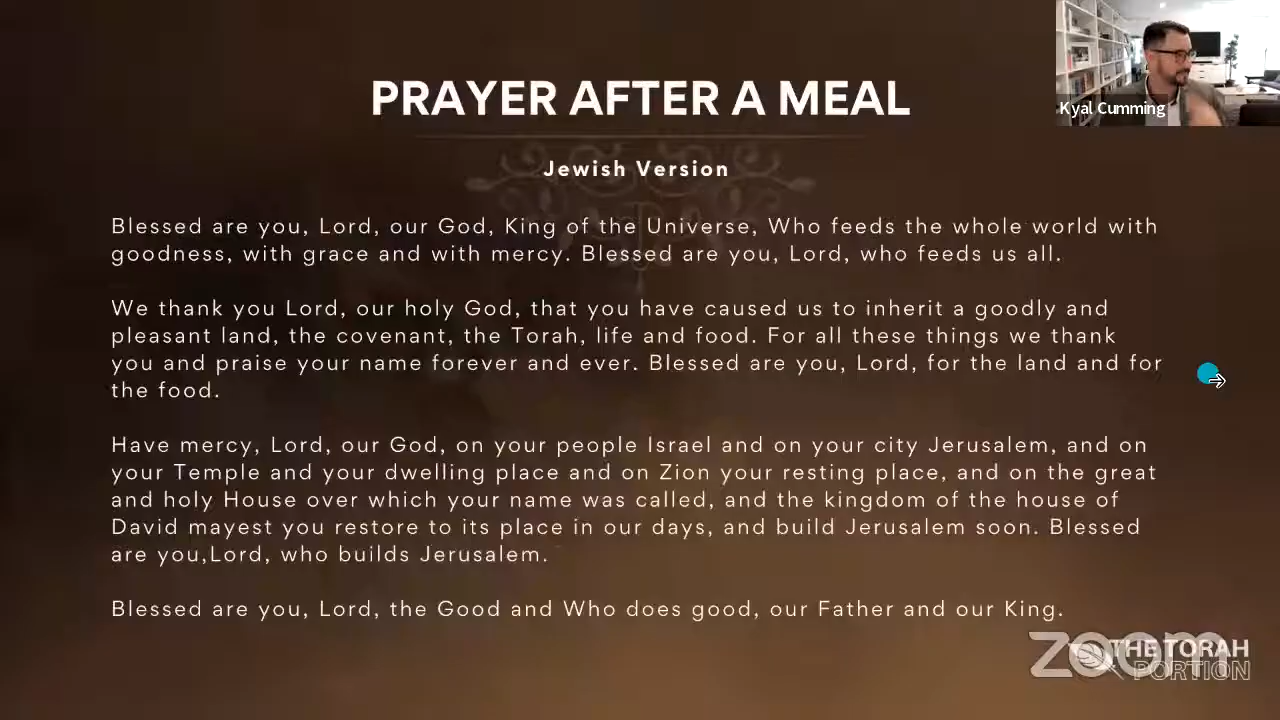 PRAYER AFTER A MEAL
Kyal Cumming
Jewish Version
Blessed are you, Lord, our God, King of the Universe, Who feeds the whole world with
goodness, with grace and with mercy. Blessed are you, Lord, who feeds us all.
We thank you Lord, our holy God, that you have caused us to inherit a goodly and
pleasant land, the covenant, the Torah, life and food. For all these things we thank
you and praise your name forever and ever. Blessed are you, Lord, for the land and for
the food.
Have mercy, Lord, our God, on your people Israel and on your city Jerusalem, and on
your Temple and your dwelling place and on Zion your resting place, and on the great
and holy House over which your name was called, and the kingdom of the house of
David mayest you restore to its place in our days, and build Jerusalem soon. Blessed
are you,Lord, who builds Jerusalem.
Blessed are you, Lord, the Good and Who does good, our Father and our King.
zoom
THE TORAH
PORTION